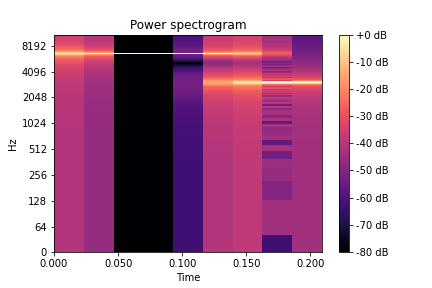 Power spectrogram
8192
4096
2048
1024
512
256
128
64
0
Hz
0.000 0.050 0.100 0.150 0.200
Time
+0 dB
-10 dB
-20 dB
-30 dB
-40 dB
-50 dB
-60 dB
-70 dB
-80 dB